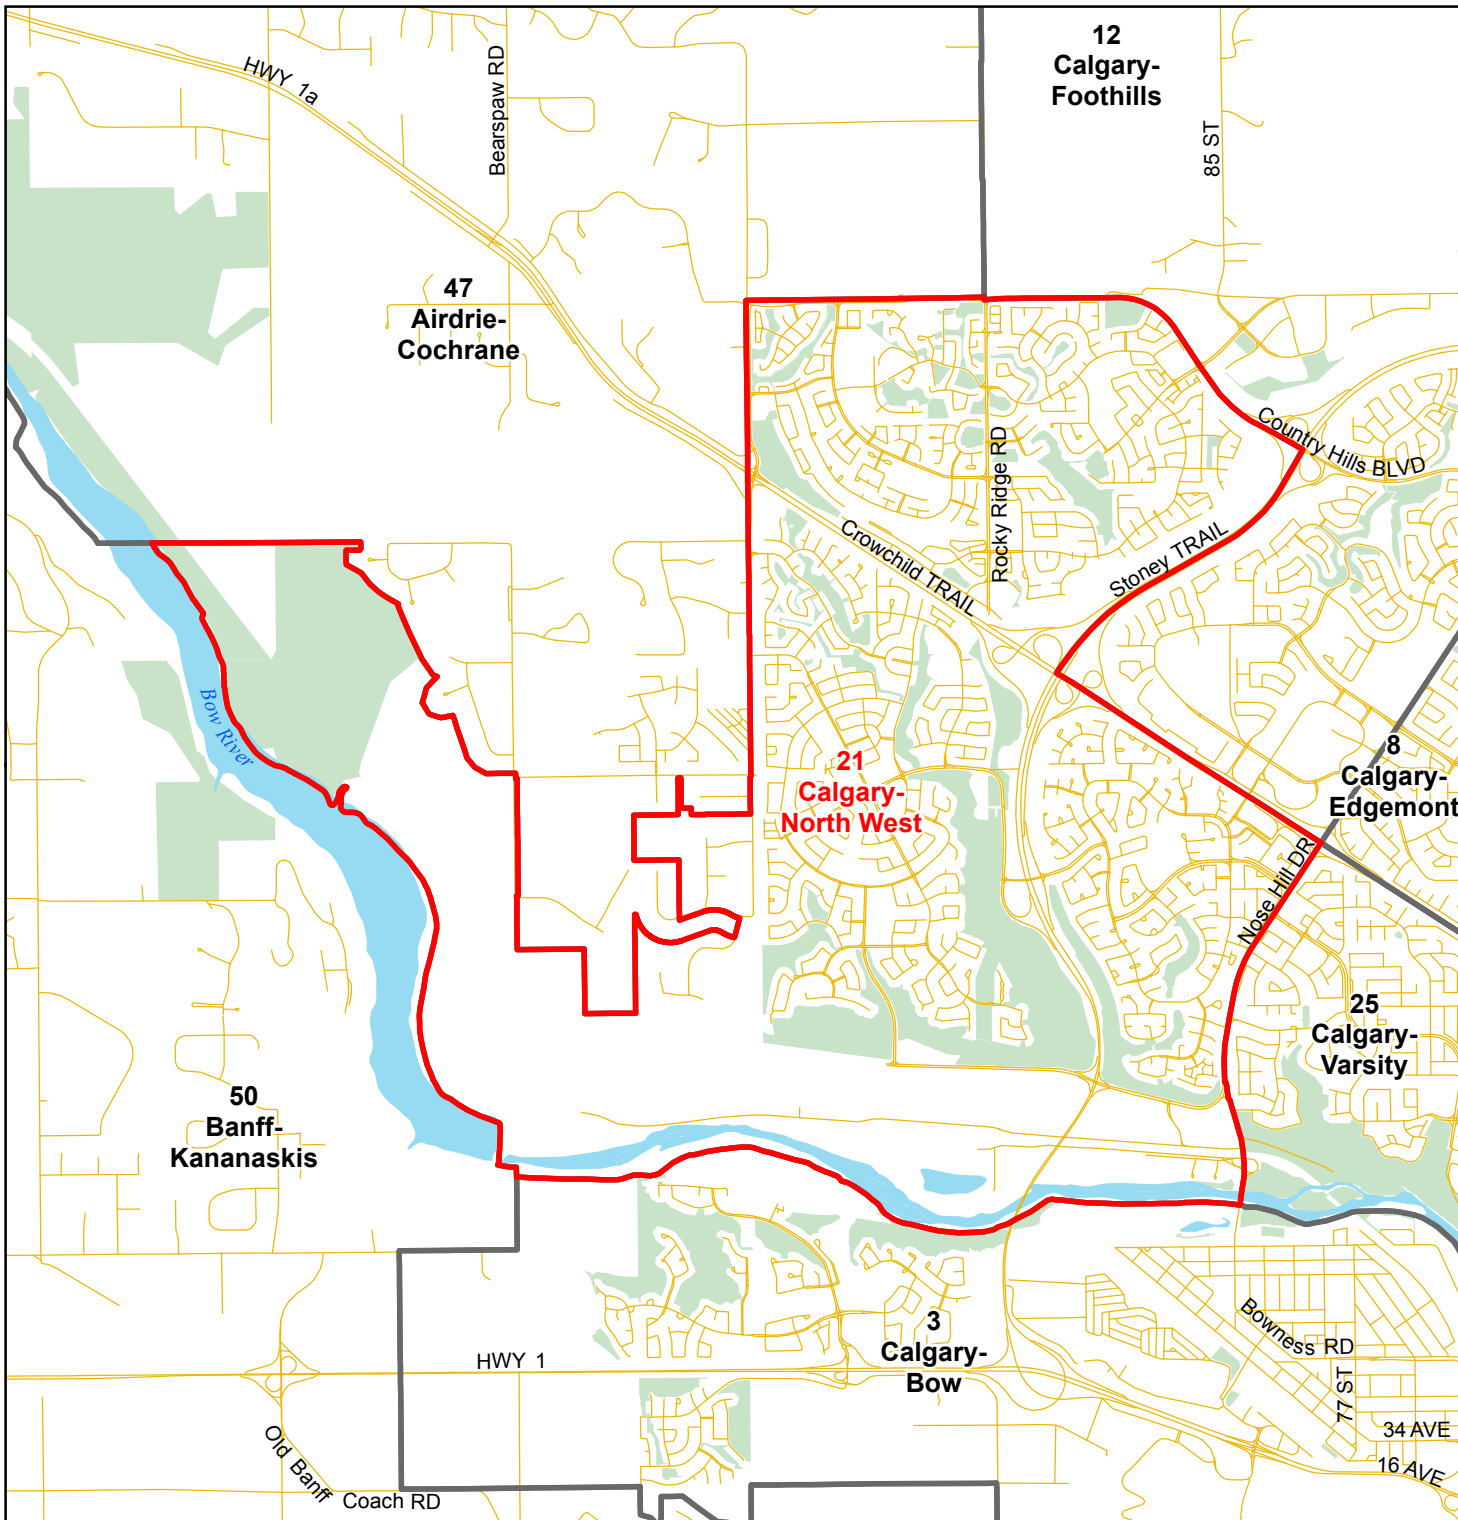 12
Calgary-
Foothills
HWY 1a
Bearspaw RD
85 ST
47
Airdrie-
Cochrane
Country Hills BLVD
Rocky Ridge RD
Crowchild TRAIL
Stoney TRAIL
Bow River
21
Calgary-
North West
8
Calgary-
Edgemont
Nose Hill DR
25
Calgary-
Varsity
50
Banff-
Kananaskis
3
Calgary-
Bow
Bowness RD
HWY 1
77 ST
34 AVE
16 AVE
Old Banff
Coach RD